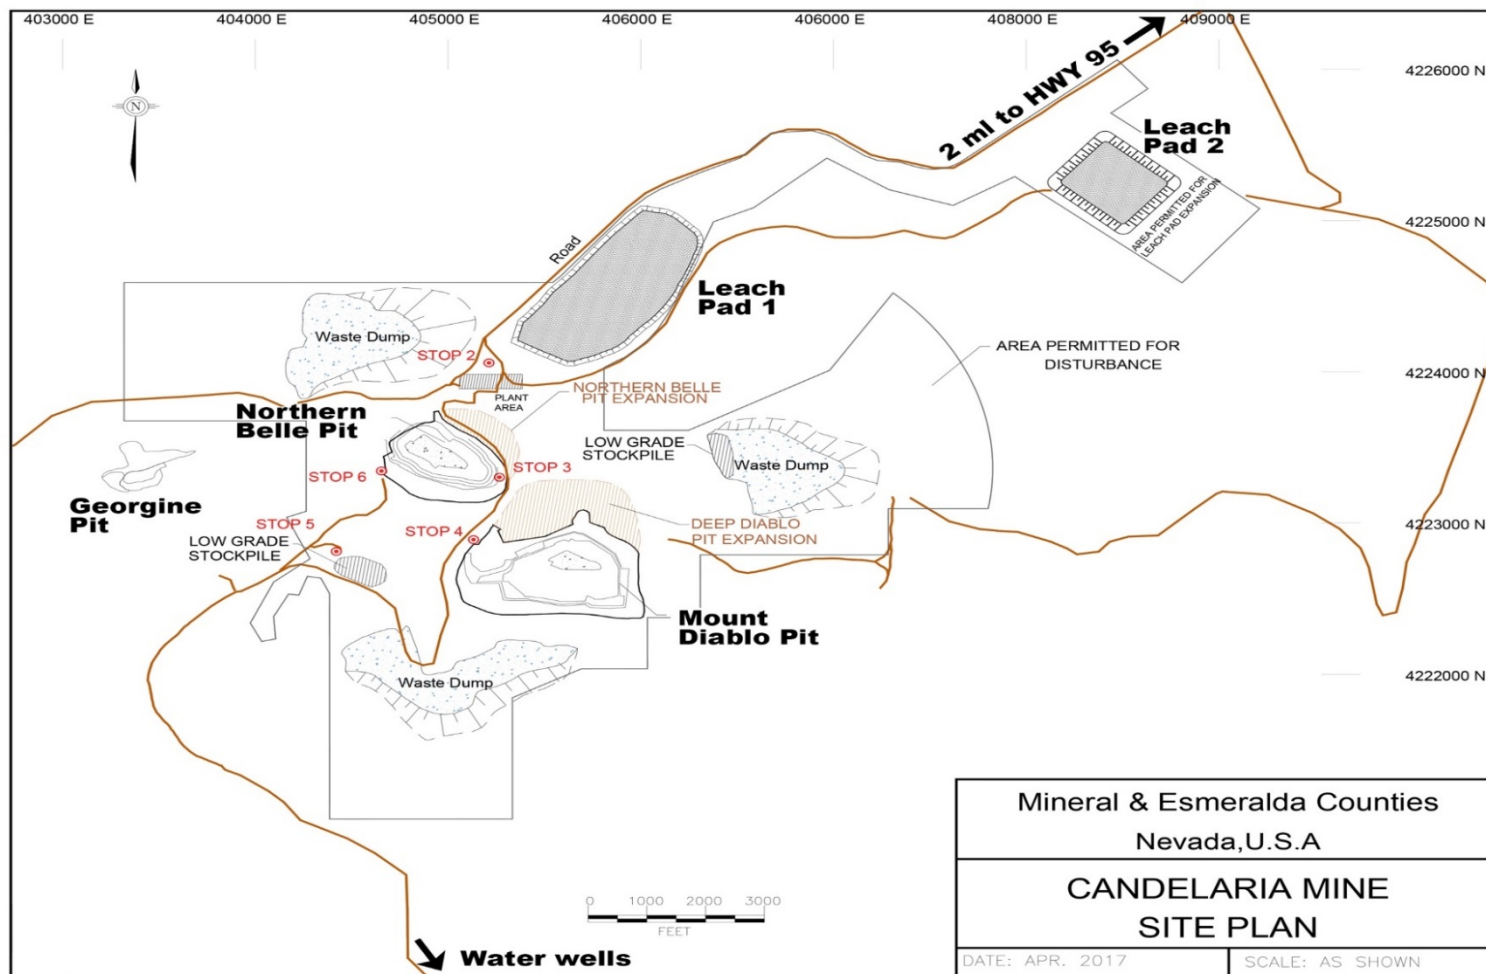 403000 E
404000 E
405000 E
406000 E
406000 E
408000 E
409000 E
4226000 N
N
2 ml to HWY 95
Leach
Pad 2
AREA PERMITTED FOR
LEACH PAD EXPANSION
4225000 N
Road
Leach
Pad 1
Waste Dump
STOP 2
AREA PERMITTED FOR
DISTURBANCE
4224000 N
PLANT
AREA
NORTHERN BELLE
PIT EXPANSION
Northern
Belle Pit
LOW GRADE
STOCKPILE
Waste Dump
STOP 6
STOP 3
Georgine
Pit
STOP 5
STOP 4
DEEP DIABLO
PIT EXPANSION
4223000 N
LOW GRADE
STOCKPILE
Mount
Diablo Pit
Waste Dump
4222000 N
Mineral & Esmeralda Counties
Nevada,U.S.A
CANDELARIA MINE
SITE PLAN
0 1000 2000 3000
FEET
Water wells
DATE: APR. 2017
SCALE: AS SHOWN